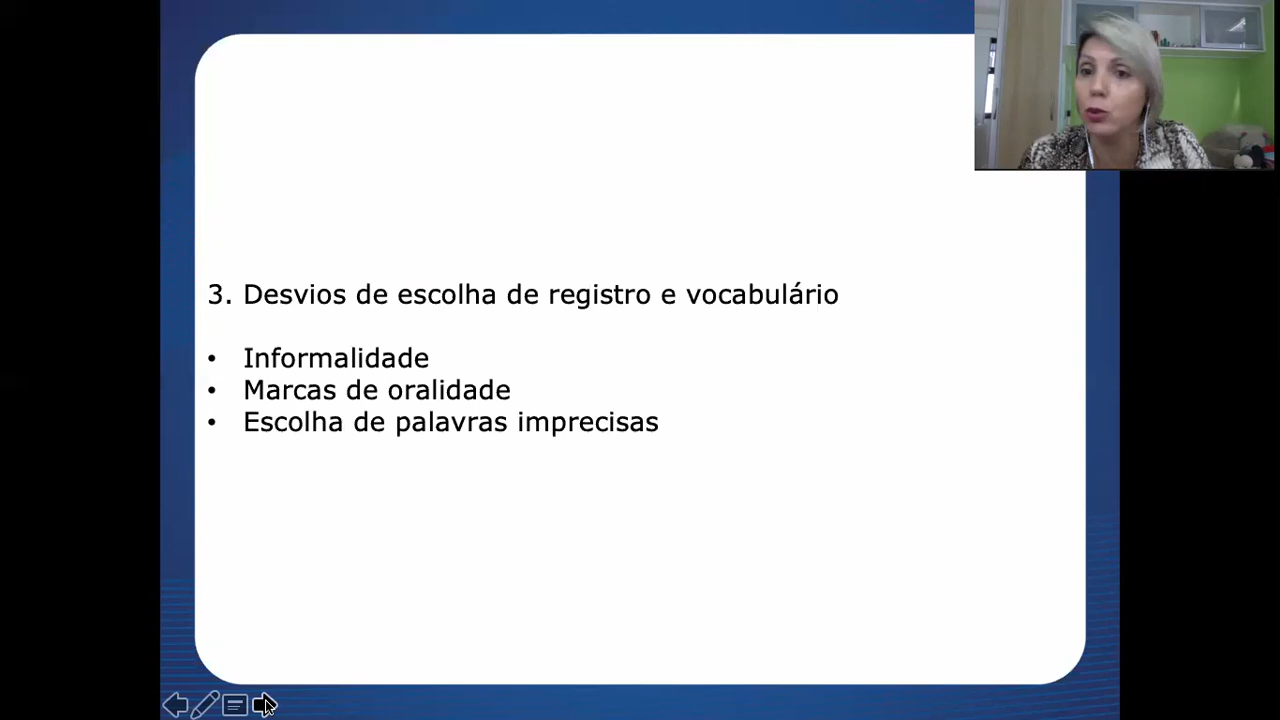 3. Desvios de escolha de registro e vocabulário
• Informalidade
• Marcas de oralidade
• Escolha de palavras imprecisas